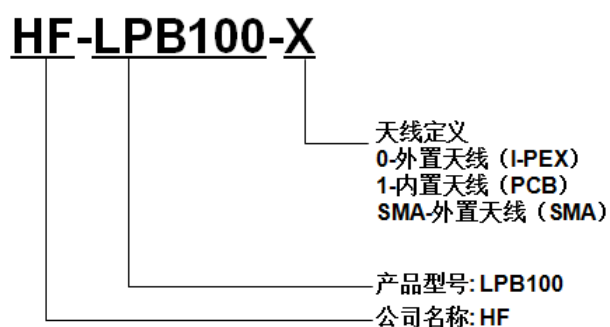 HF-LPB100-X
天线定义
0-外置天线（I-PEX）
1-内置天线（PCB）
SMA-外置天线（SMA）
产品型号: LPB100
公司名称: HF